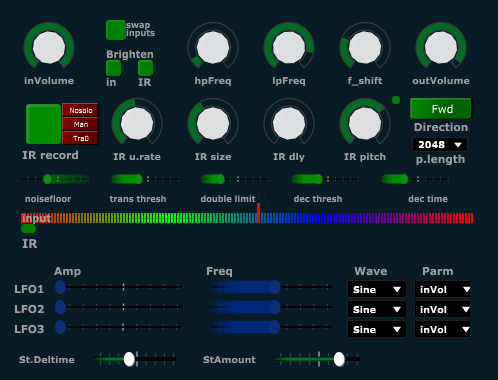 swap
inputs
Brighten
in IR
inVolume hpFreq lpFreq f_shift outVolume
Nosolo
Man
Tra0
Fwd
Direction
2048
p.length
IR record IR u.rate IR size IR dly IR pitch
noisefloor trans thresh double limit dec thresh dec time
input
IR
Amp Freq Wave Parm
LFO1 Sine inVol
LFO2 Sine inVol
LFO3 Sine inVol
St.Deltime StAmount